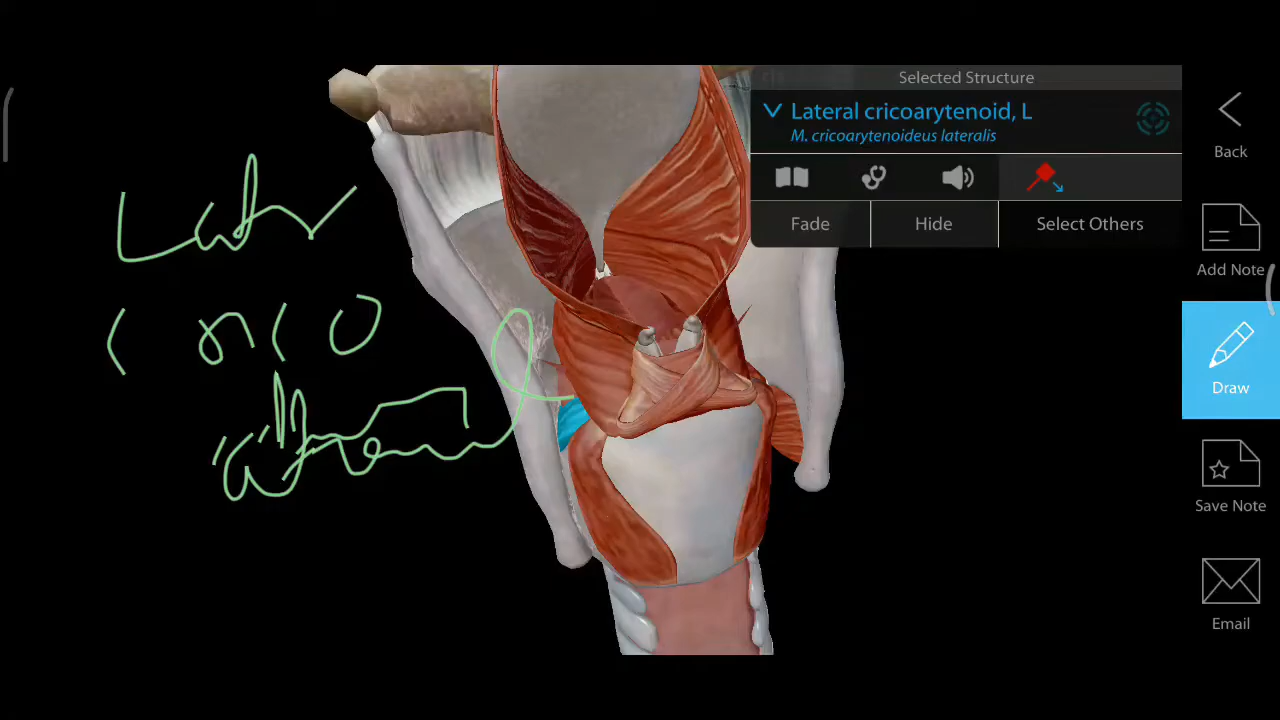 Selected Structure
Lateral cricoarytenoid, L
M. cricoarytenoideus lateralis
Fade
Hide
Select Others
Back
Add Note
Draw
Save Note
Email